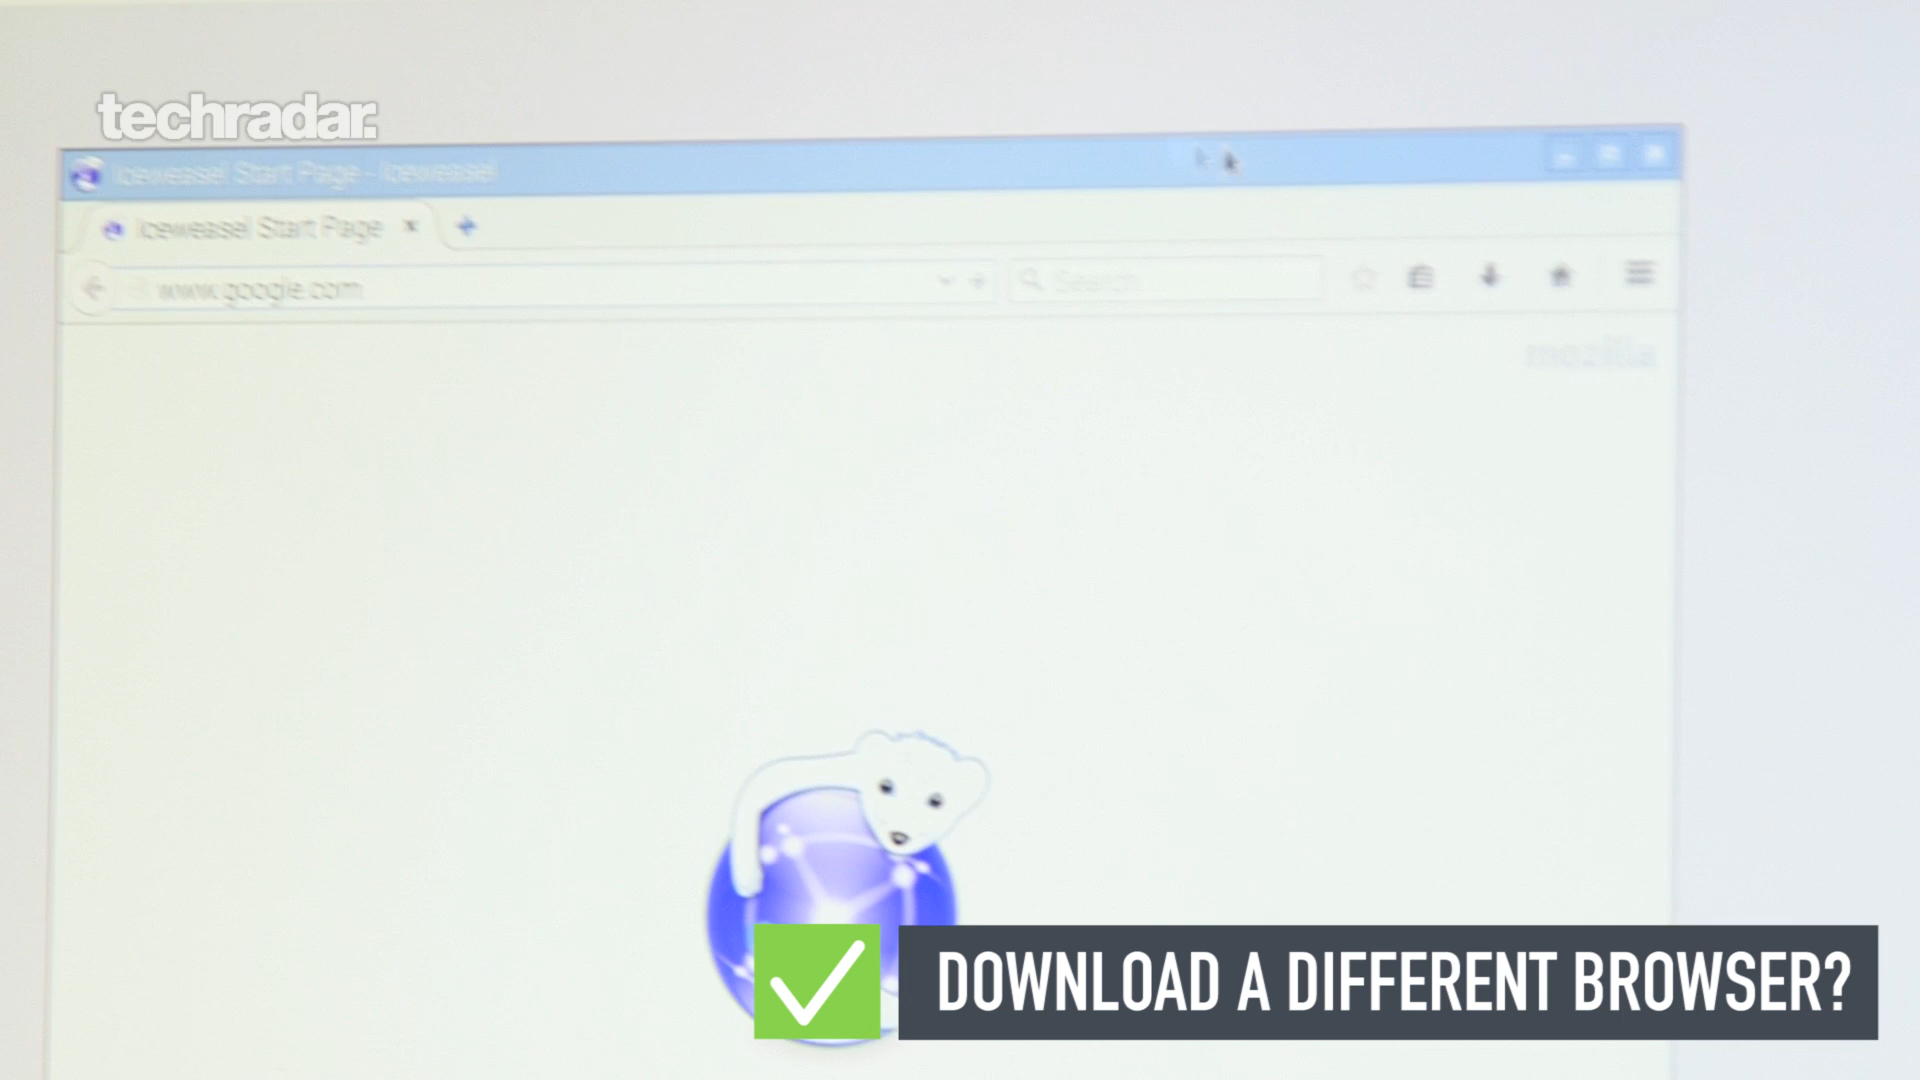 techradar.
Iceweasel Start Page - Iceweasel
Iceweasel Start Page
www.google.com
Search
mozilla
DOWNLOAD A DIFFERENT BROWSER?